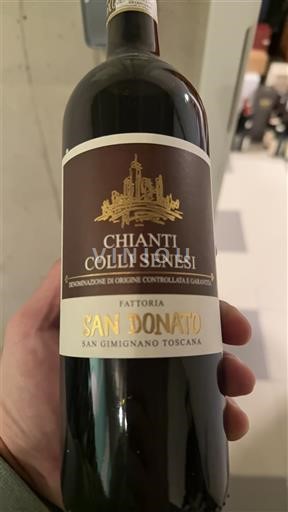 CHIANTI
COLLI SENESI
DENOMINAZIONE DI ORIGINE CONTROLLATA E GARANTITA
FATTORIA
SAN DONATO
SAN GIMIGNANO TOSCANA